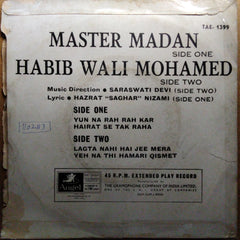 TAE. 1399
MASTER MADAN
SIDE ONE
HABIB WALI MOHAMED
SIDE TWO
Music Direction • SARASWATI DEVI (SIDE TWO)
Lyric • HAZRAT "SAGHAR" NIZAMI (SIDE ONE)
SIDE ONE
YUN NA RAH RAH KAR
HAIRAT SE TAK RAHA
SIDE TWO
LAGTA NAHI HAI JEE MERA
YEH NA THI HAMARI QISMET
Angel
45 R.P.M. EXTENDED PLAY RECORD
THE GRAMOPHONE COMPANY OF INDIA LIMITED,